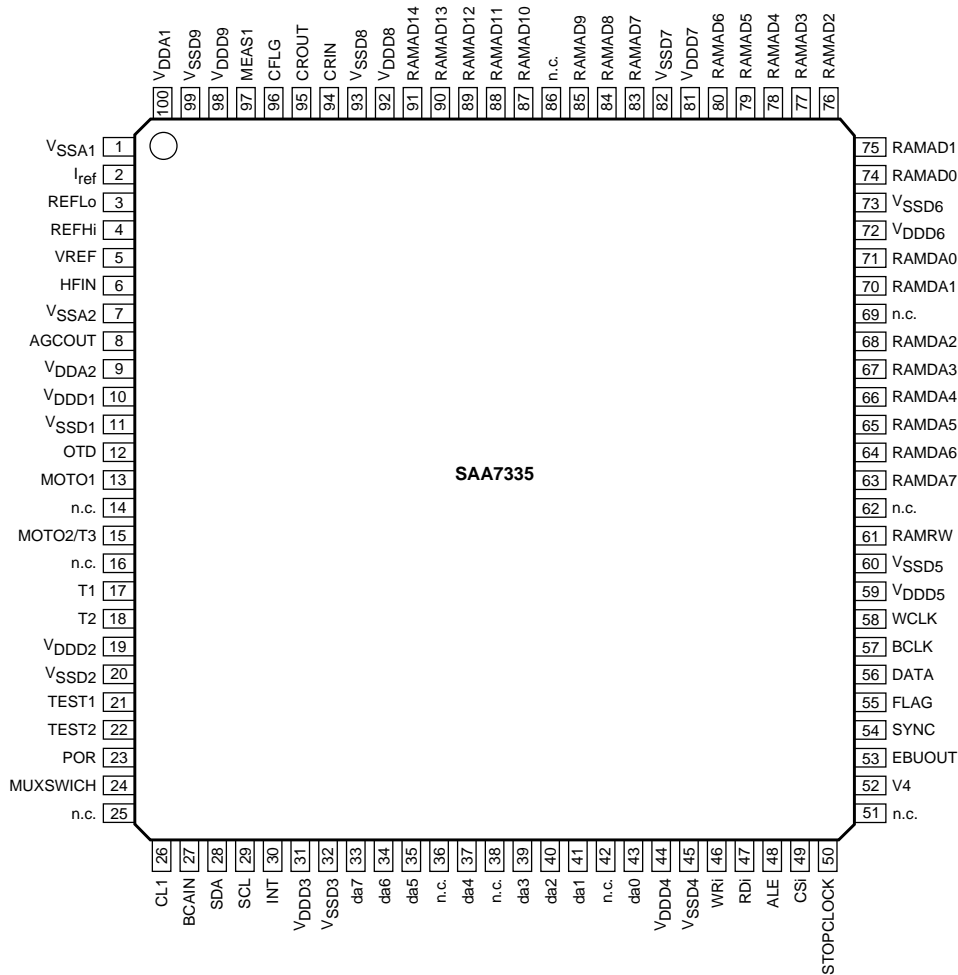 VDDA1
VSSD9
VDDD9
MEAS1
CFLG
CROUT
CRIN
VSSD8
VDDD8
RAMAD14
RAMAD13
RAMAD12
RAMAD11
RAMAD10
n.c.
RAMAD9
RAMAD8
RAMAD7
VSSD7
VDDD7
RAMAD6
RAMAD5
RAMAD4
RAMAD3
RAMAD2
100 99 98 97 96 95 94 93 92 91 90 89 88 87 86 85 84 83 82 81 80 79 78 77 76
VSSA1 1
Iref 2
REFLo 3
REFHi 4
VREF 5
HFIN 6
VSSA2 7
AGCOUT 8
VDDA2 9
VDDD1 10
VSSD1 11
OTD 12
MOTO1 13
n.c. 14
MOTO2/T3 15
n.c. 16
T1 17
T2 18
VDDD2 19
VSSD2 20
TEST1 21
TEST2 22
POR 23
MUXSWICH 24
n.c. 25
SAA7335
75 RAMAD1
74 RAMAD0
73 VSSD6
72 VDDD6
71 RAMDA0
70 RAMDA1
69 n.c.
68 RAMDA2
67 RAMDA3
66 RAMDA4
65 RAMDA5
64 RAMDA6
63 RAMDA7
62 n.c.
61 RAMRW
60 VSSD5
59 VDDD5
58 WCLK
57 BCLK
56 DATA
55 FLAG
54 SYNC
53 EBUOUT
52 V4
51 n.c.
26 27 28 29 30 31 32 33 34 35 36 37 38 39 40 41 42 43 44 45 46 47 48 49 50
CL1
BCAIN
SDA
SCL
INT
VDDD3
VSSD3
da7
da6
da5
n.c.
da4
n.c.
da3
da2
da1
n.c.
da0
VDDD4
VSSD4
WRi
RDi
ALE
CSi
STOPCLOCK